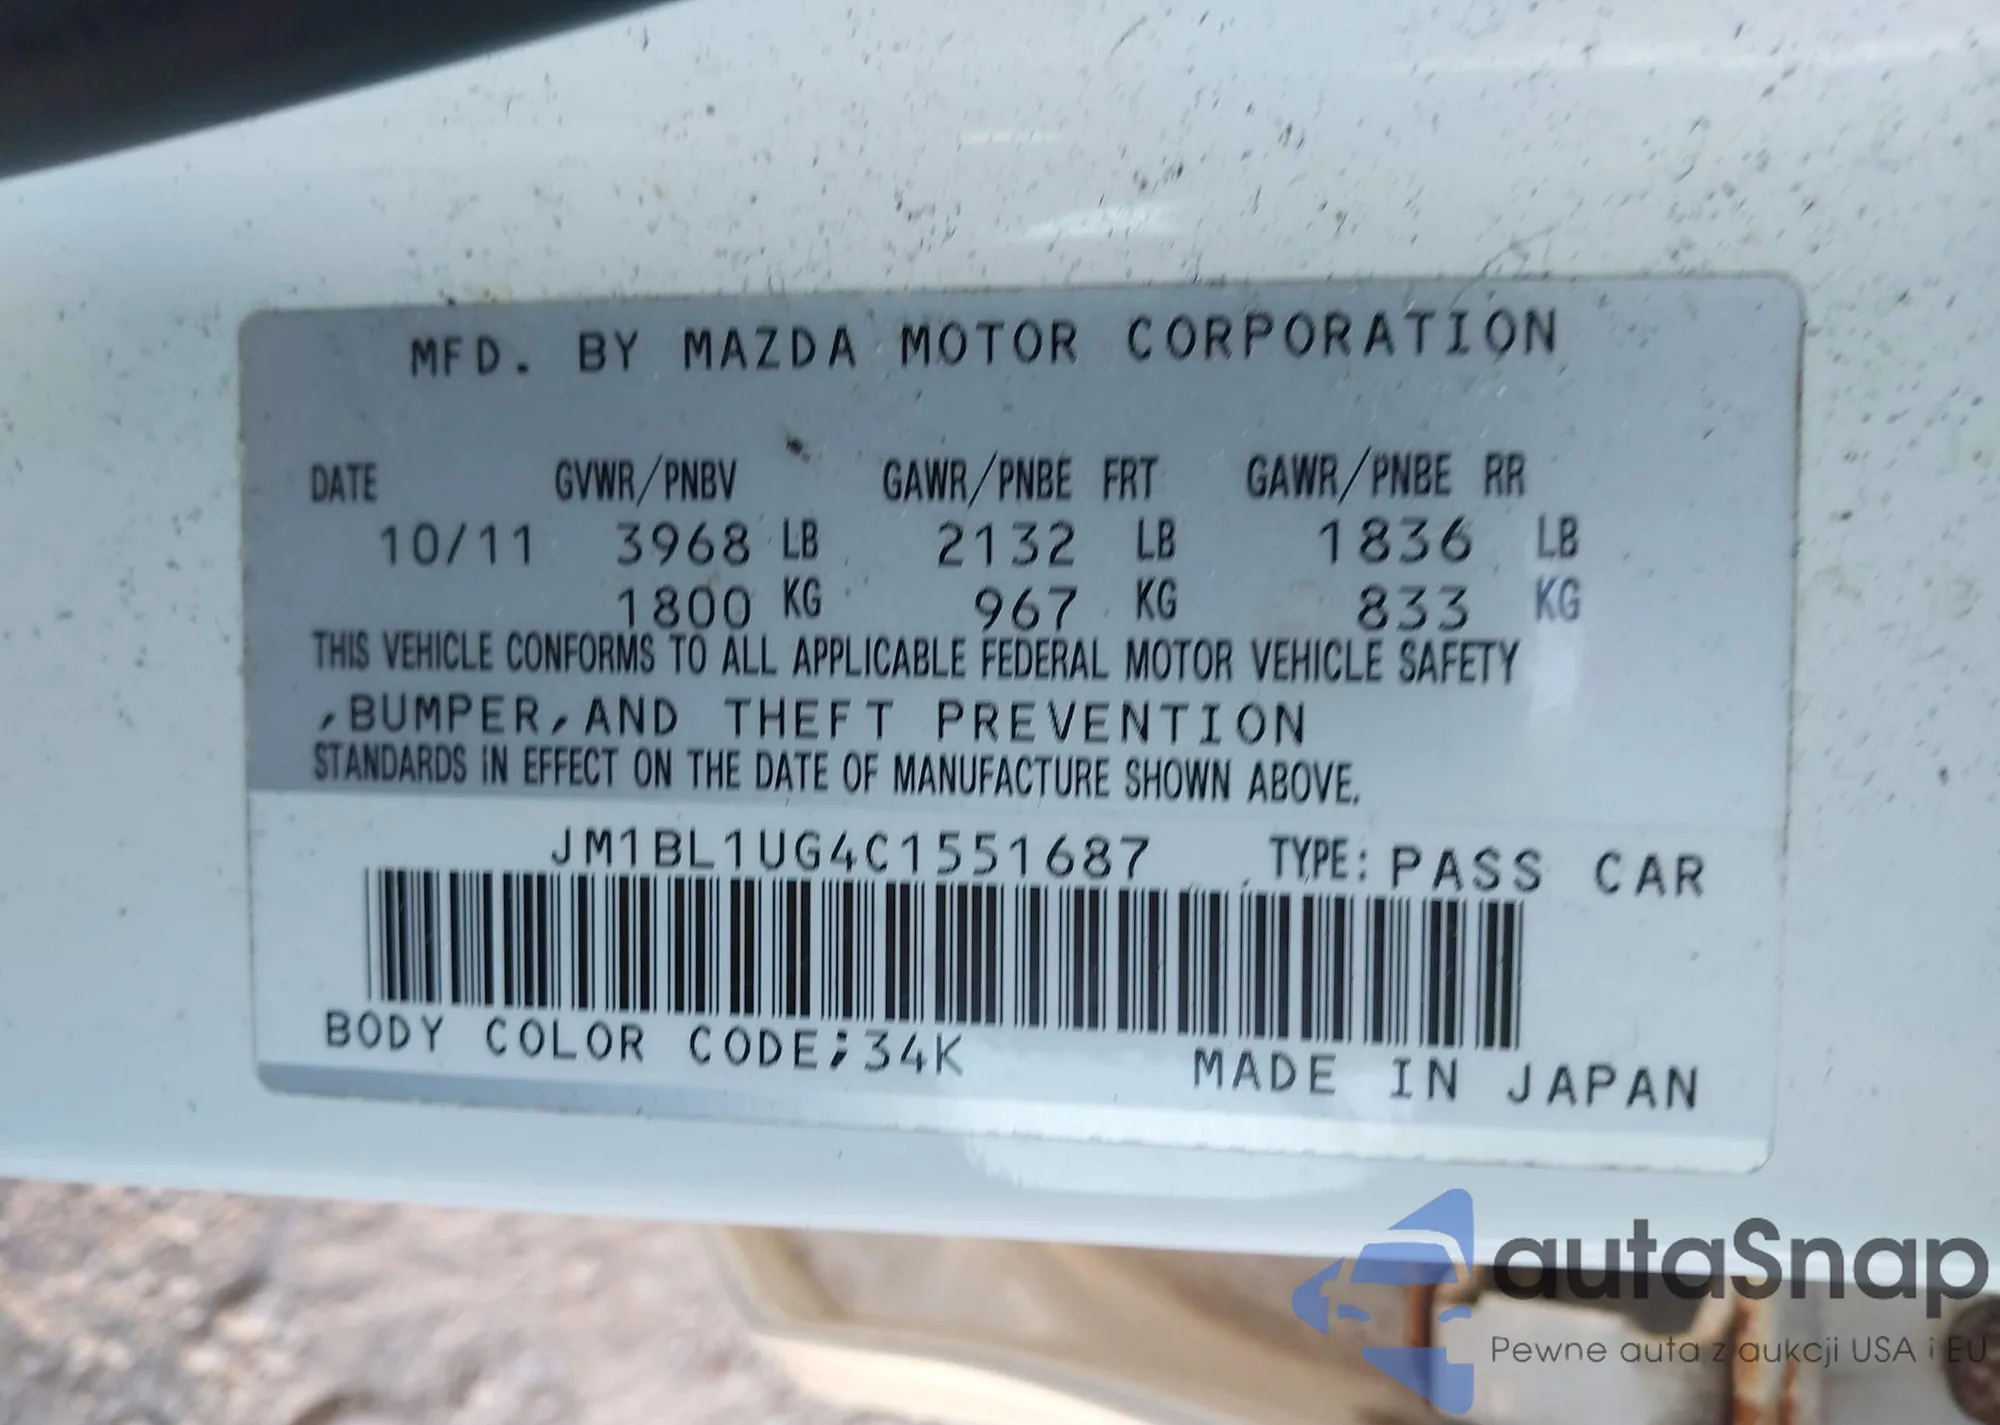 MFD. BY MAZDA MOTOR CORPORATION
DATE GVWR/PNBV GAWR/PNBE FRT GAWR/PNBE RR
10/11 3968 LB 2132 LB 1836 LB
1800 KG 967 KG 833 KG
THIS VEHICLE CONFORMS TO ALL APPLICABLE FEDERAL MOTOR VEHICLE SAFETY
,BUMPER,AND THEFT PREVENTION
STANDARDS IN EFFECT ON THE DATE OF MANUFACTURE SHOWN ABOVE.
JM1BL1UG4C1551687 TYPE: PASS CAR
BODY COLOR CODE;34K MADE IN JAPAN
autaSnap
Pewne auta z aukcji USA i EU